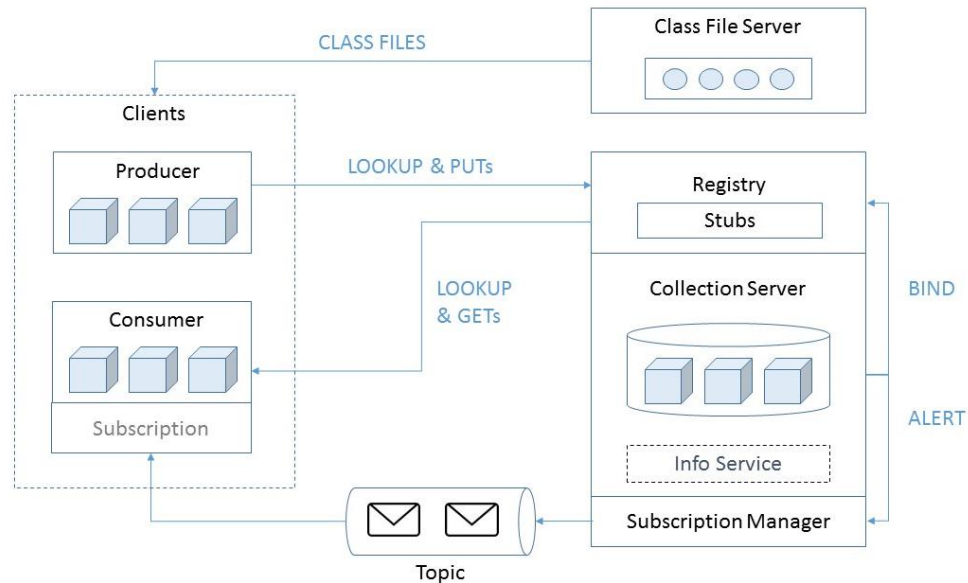 Class File Server
CLASS FILES
Clients
Producer
LOOKUP & PUTs
Registry
Stubs
LOOKUP
& GETs
Collection Server
BIND
Consumer
Subscription
ALERT
Info Service
Subscription Manager
Topic